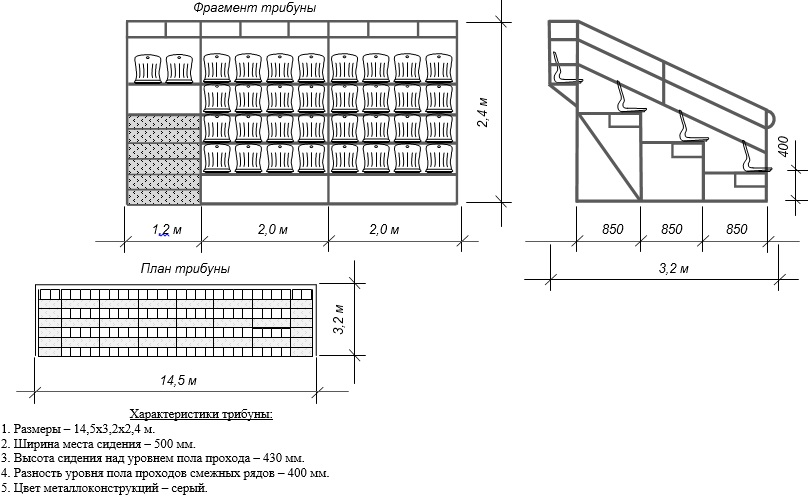 Фрагмент трибуны
2,4 м
400
1,2 м
2,0 м
2,0 м
850
850
850
3,2 м
План трибуны
3,2 м
14,5 м
Характеристики трибуны:
1. Размеры – 14,5х3,2х2,4 м.
2. Ширина места сидения – 500 мм.
3. Высота сидения над уровнем пола прохода – 430 мм.
4. Разность уровня пола проходов смежных рядов – 400 мм.
5. Цвет металлоконструкций – серый.